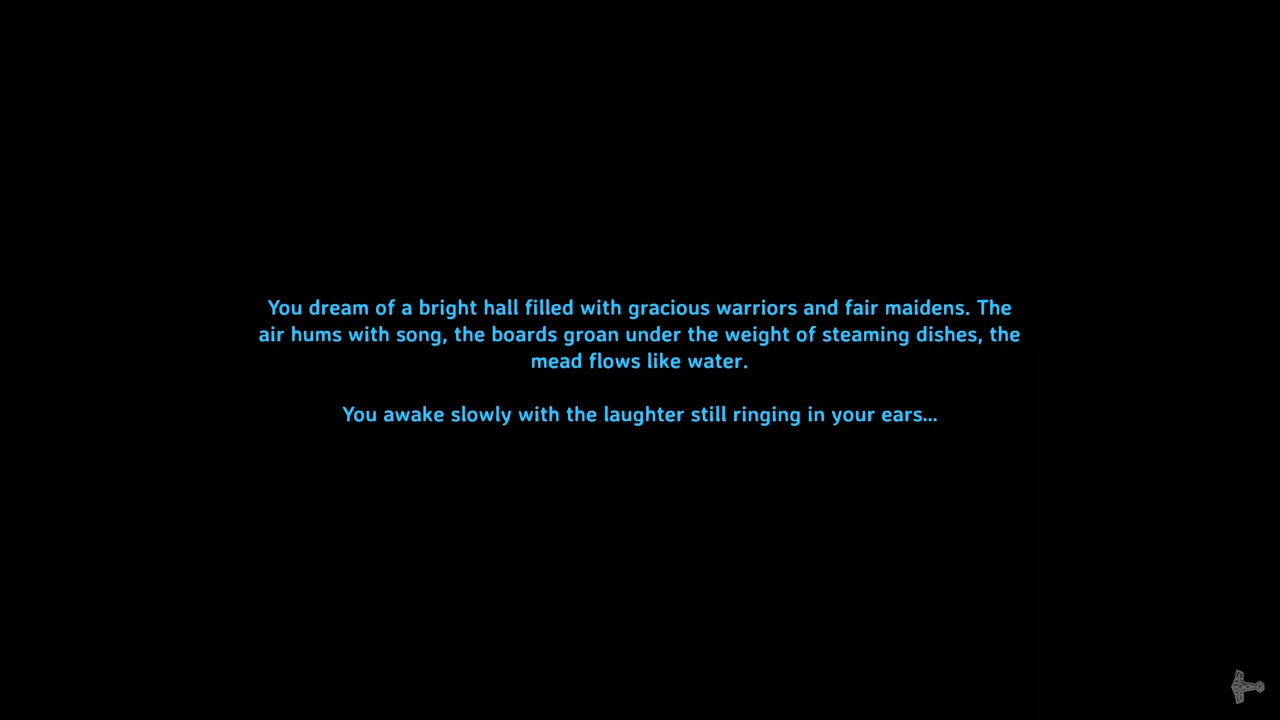 You dream of a bright hall filled with gracious warriors and fair maidens. The
air hums with song, the boards groan under the weight of steaming dishes, the
mead flows like water.
You awake slowly with the laughter still ringing in your ears...